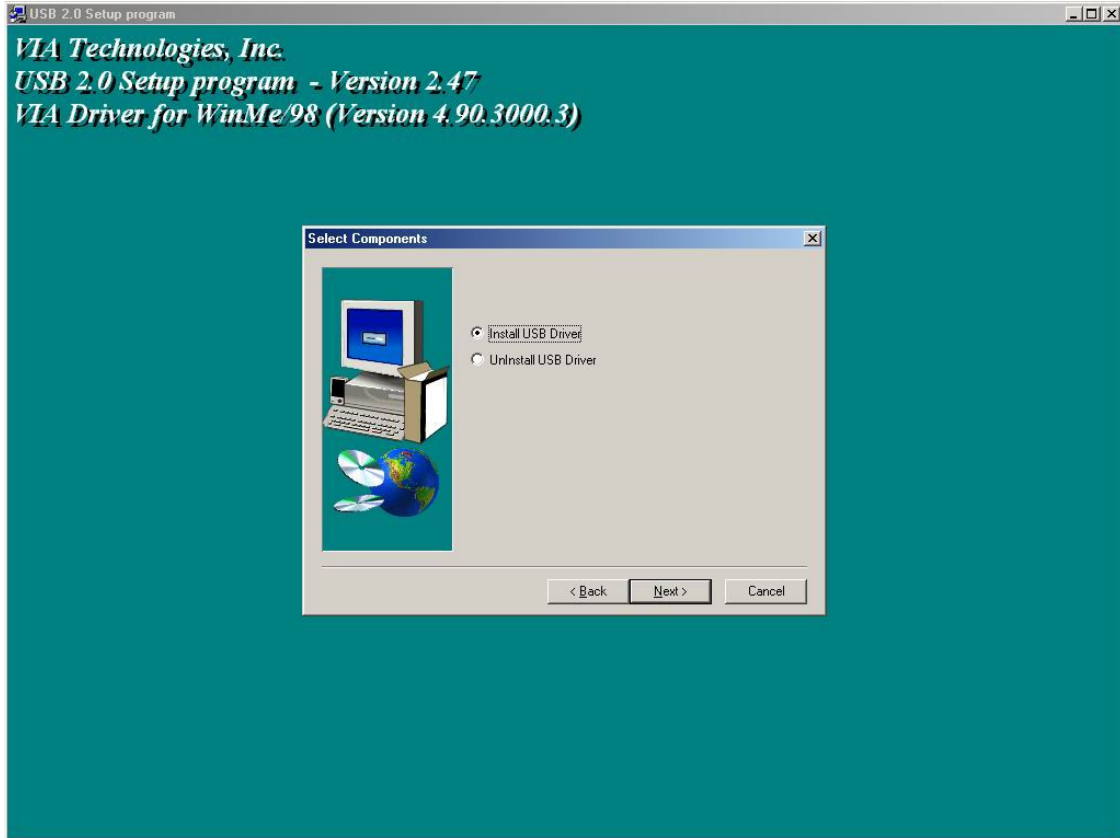 USB 2.0 Setup program
VIA Technologies, Inc.
USB 2.0 Setup program - Version 2.47
VIA Driver for WinMe/98 (Version 4.90.3000.3)
Select Components
Install USB Driver
UnInstall USB Driver
< Back Next > Cancel